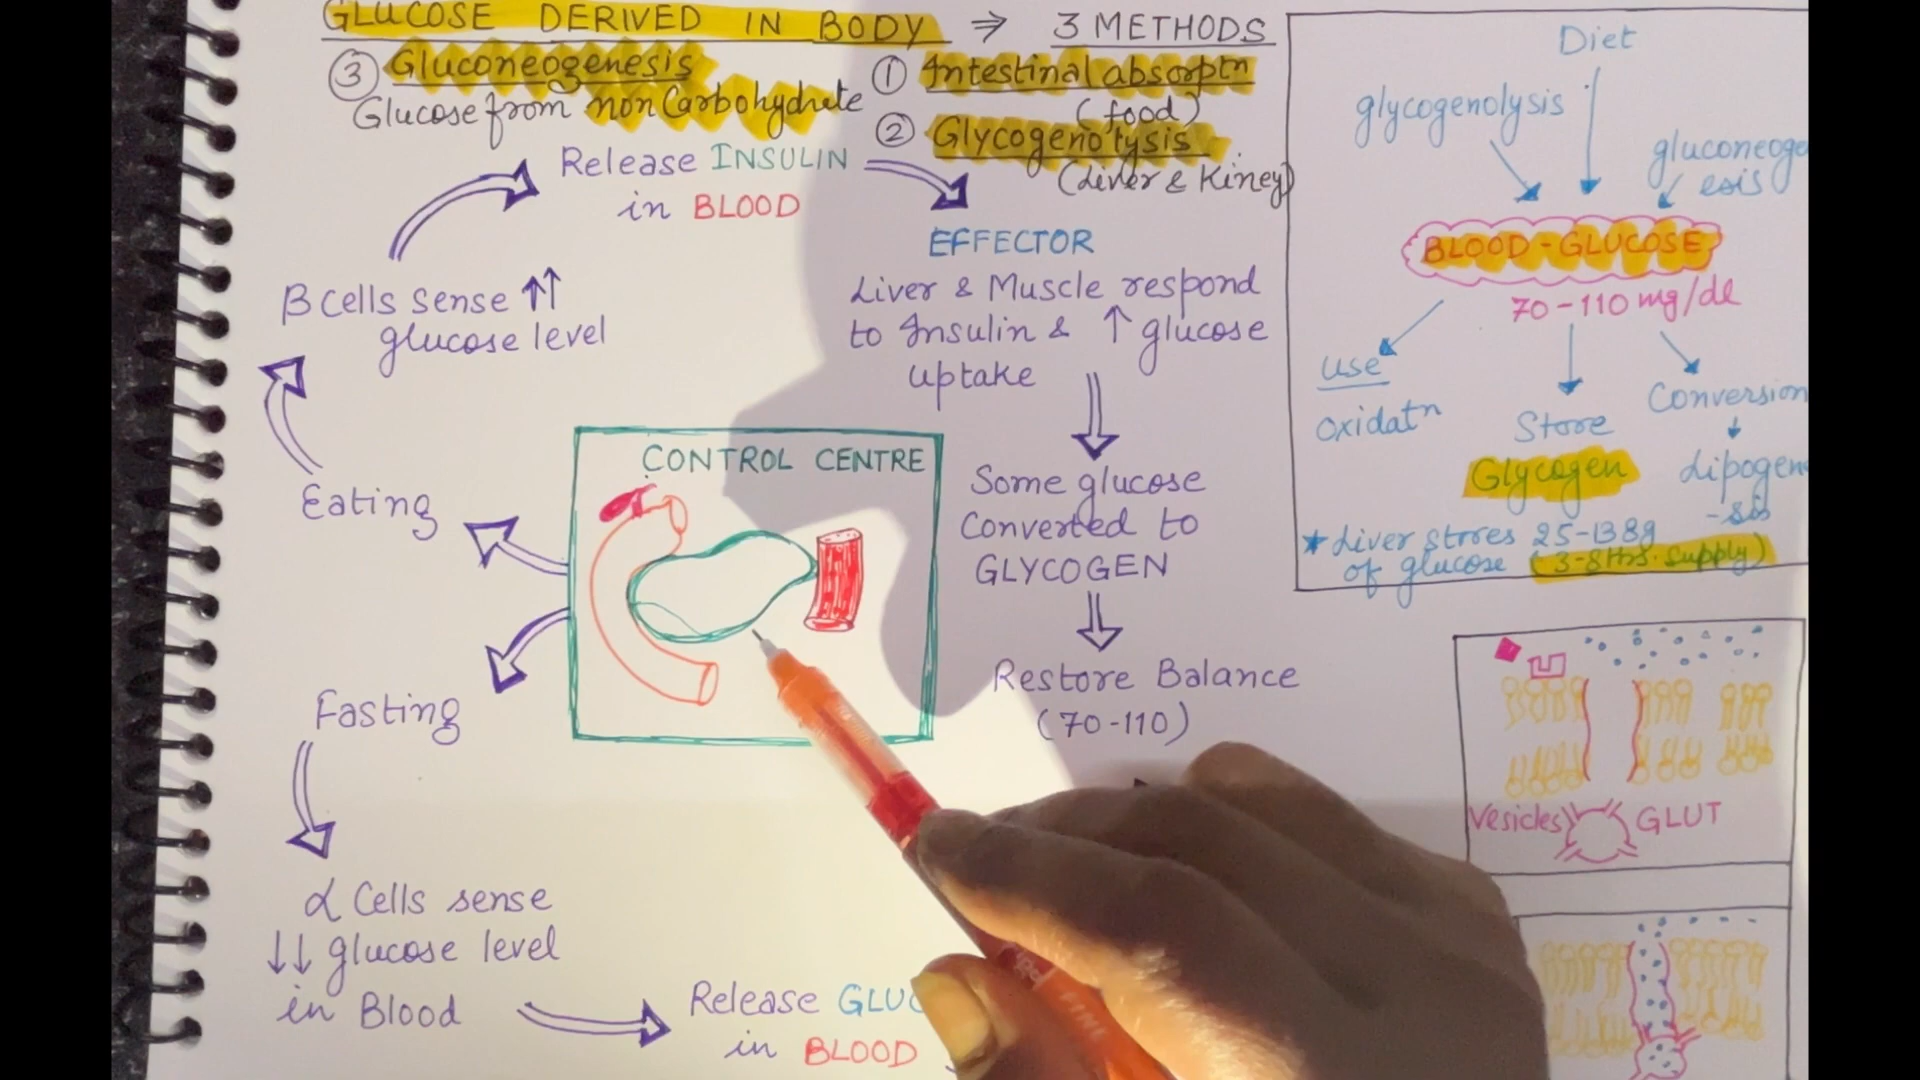 GLUCOSE DERIVED IN BODY ⇒ 3 METHODS
③ Gluconeogenesis
Glucose from non Carbohydrate
① Intestinal absorptn
(food)
② Glycogenolysis
(Liver & Kiney)
Release INSULIN
in BLOOD
β Cells sense ↑↑
glucose level
Eating
Fasting
α Cells sense
↓↓ glucose level
in Blood
Release GLUC
in BLOOD
CONTROL CENTRE
EFFECTOR
Liver & Muscle respond
to Insulin & ↑ glucose
uptake
Some glucose
Converted to
GLYCOGEN
Restore Balance
(70-110)
Diet
glycogenolysis
gluconeoge
esis
BLOOD-GLUCOSE
70-110 mg/dl
Use
Oxidatn
Store
Glycogen
Conversion
Lipogene
-sis
* Liver stores 25-138g
of glucose (3-8Hrs. supply)
Vesicles
GLUT